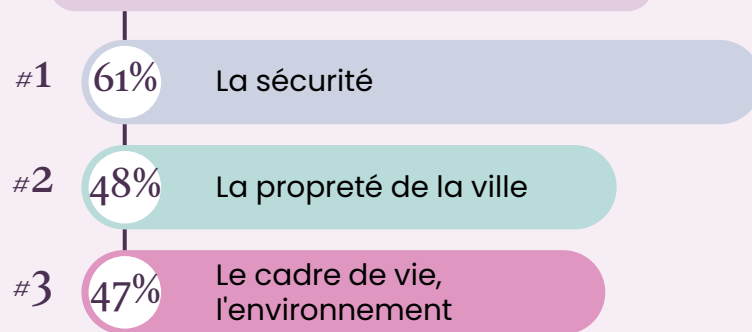 #1 61% La sécurité
#2 48% La propreté de la ville
#3 47% Le cadre de vie,
l'environnement